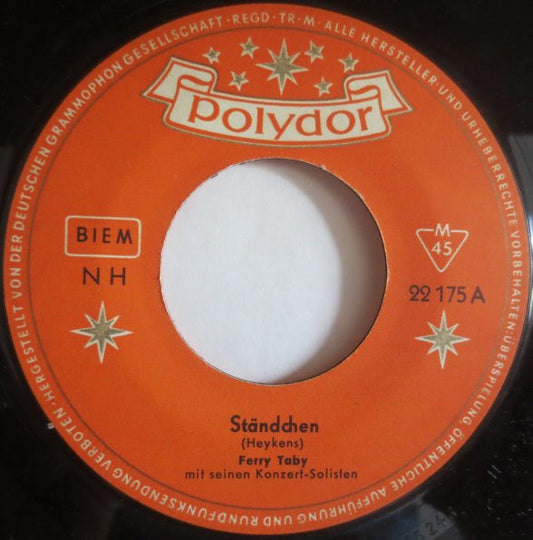 HERGESTELLT VON DER DEUTSCHEN GRAMMOPHON GESELLSCHAFT · REGD · TR · M · ALLE HERSTELLER- UND URHEBERRECHTE VORBEHALTEN · ÜBERSPIELUNG, ÖFFENTLICHE AUFFÜHRUNG UND RUNDFUNKSENDUNG VERBOTEN ·
Polydor
BIEM
NH
M
45
22 175 A
Ständchen
(Heykens)
Ferry Taby
mit seinen Konzert-Solisten